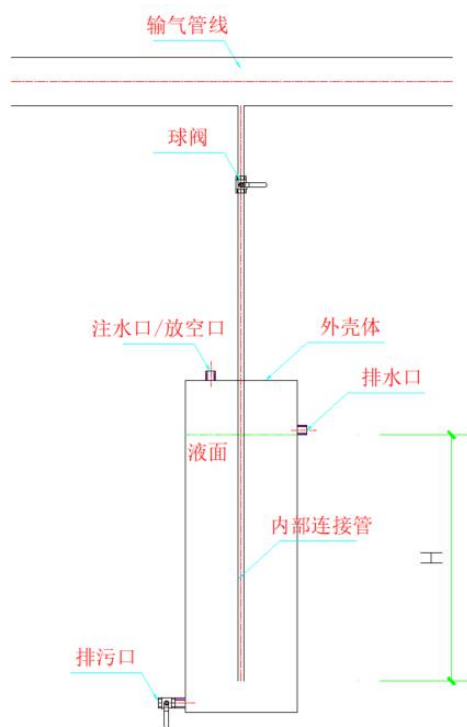 输气管线
球阀
注水口/放空口
外壳体
排水口
液面
内部连接管
H
排污口